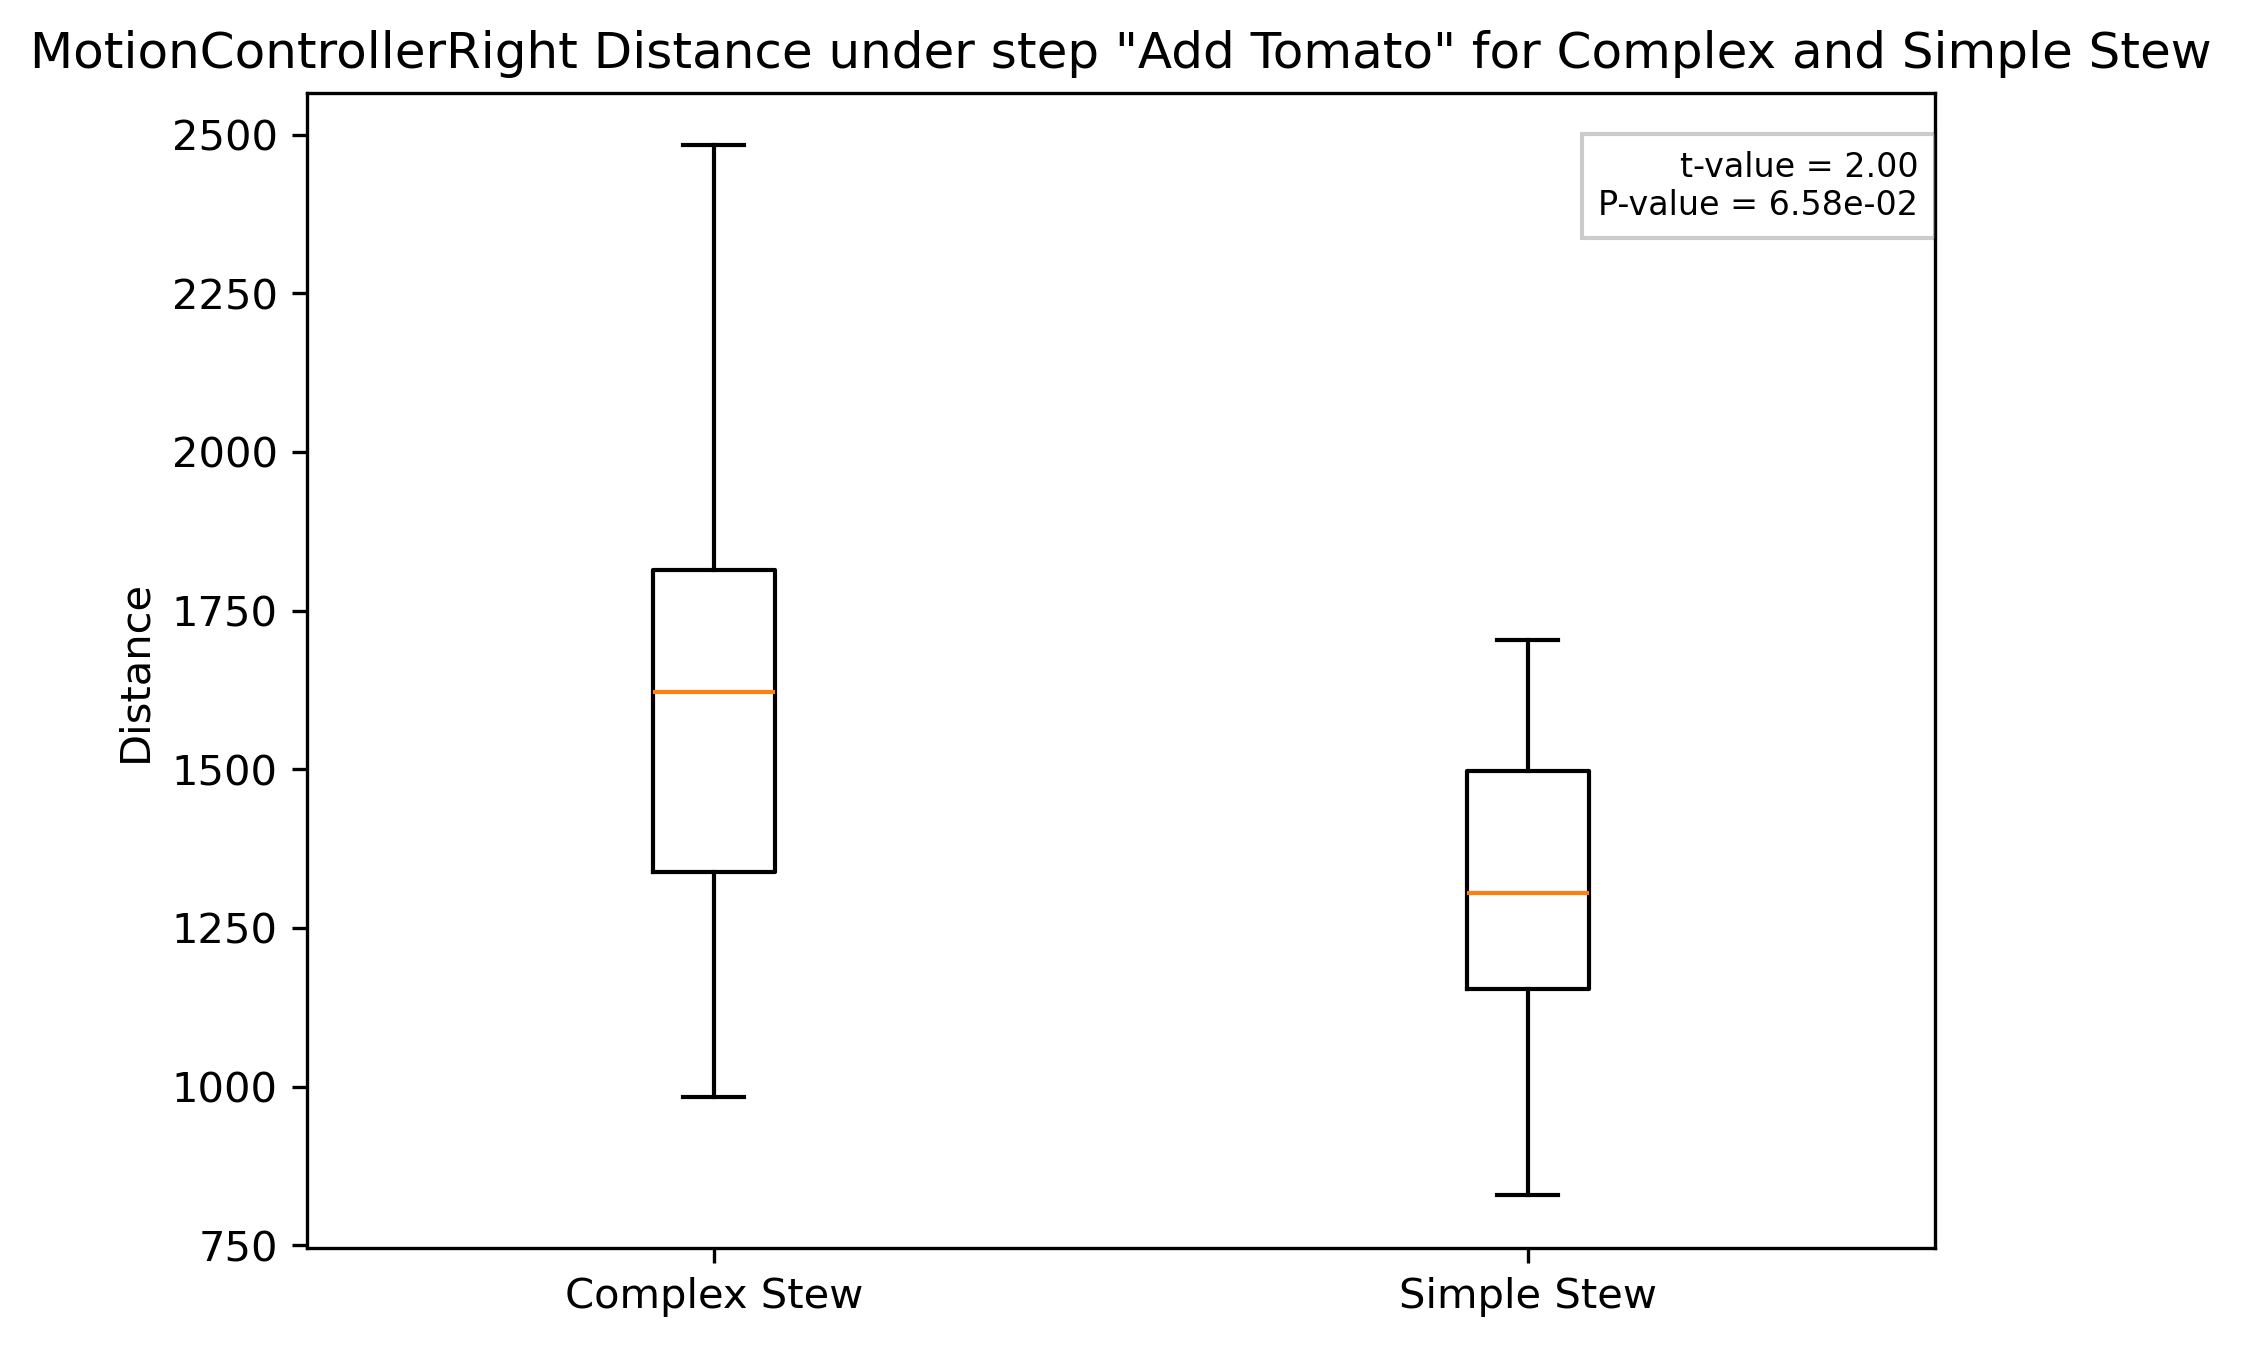 MotionControllerRight Distance under step "Add Tomato" for Complex and Simple Stew
t-value = 2.00
P-value = 6.58e-02
Distance
2500
2250
2000
1750
1500
1250
1000
750
Complex Stew
Simple Stew